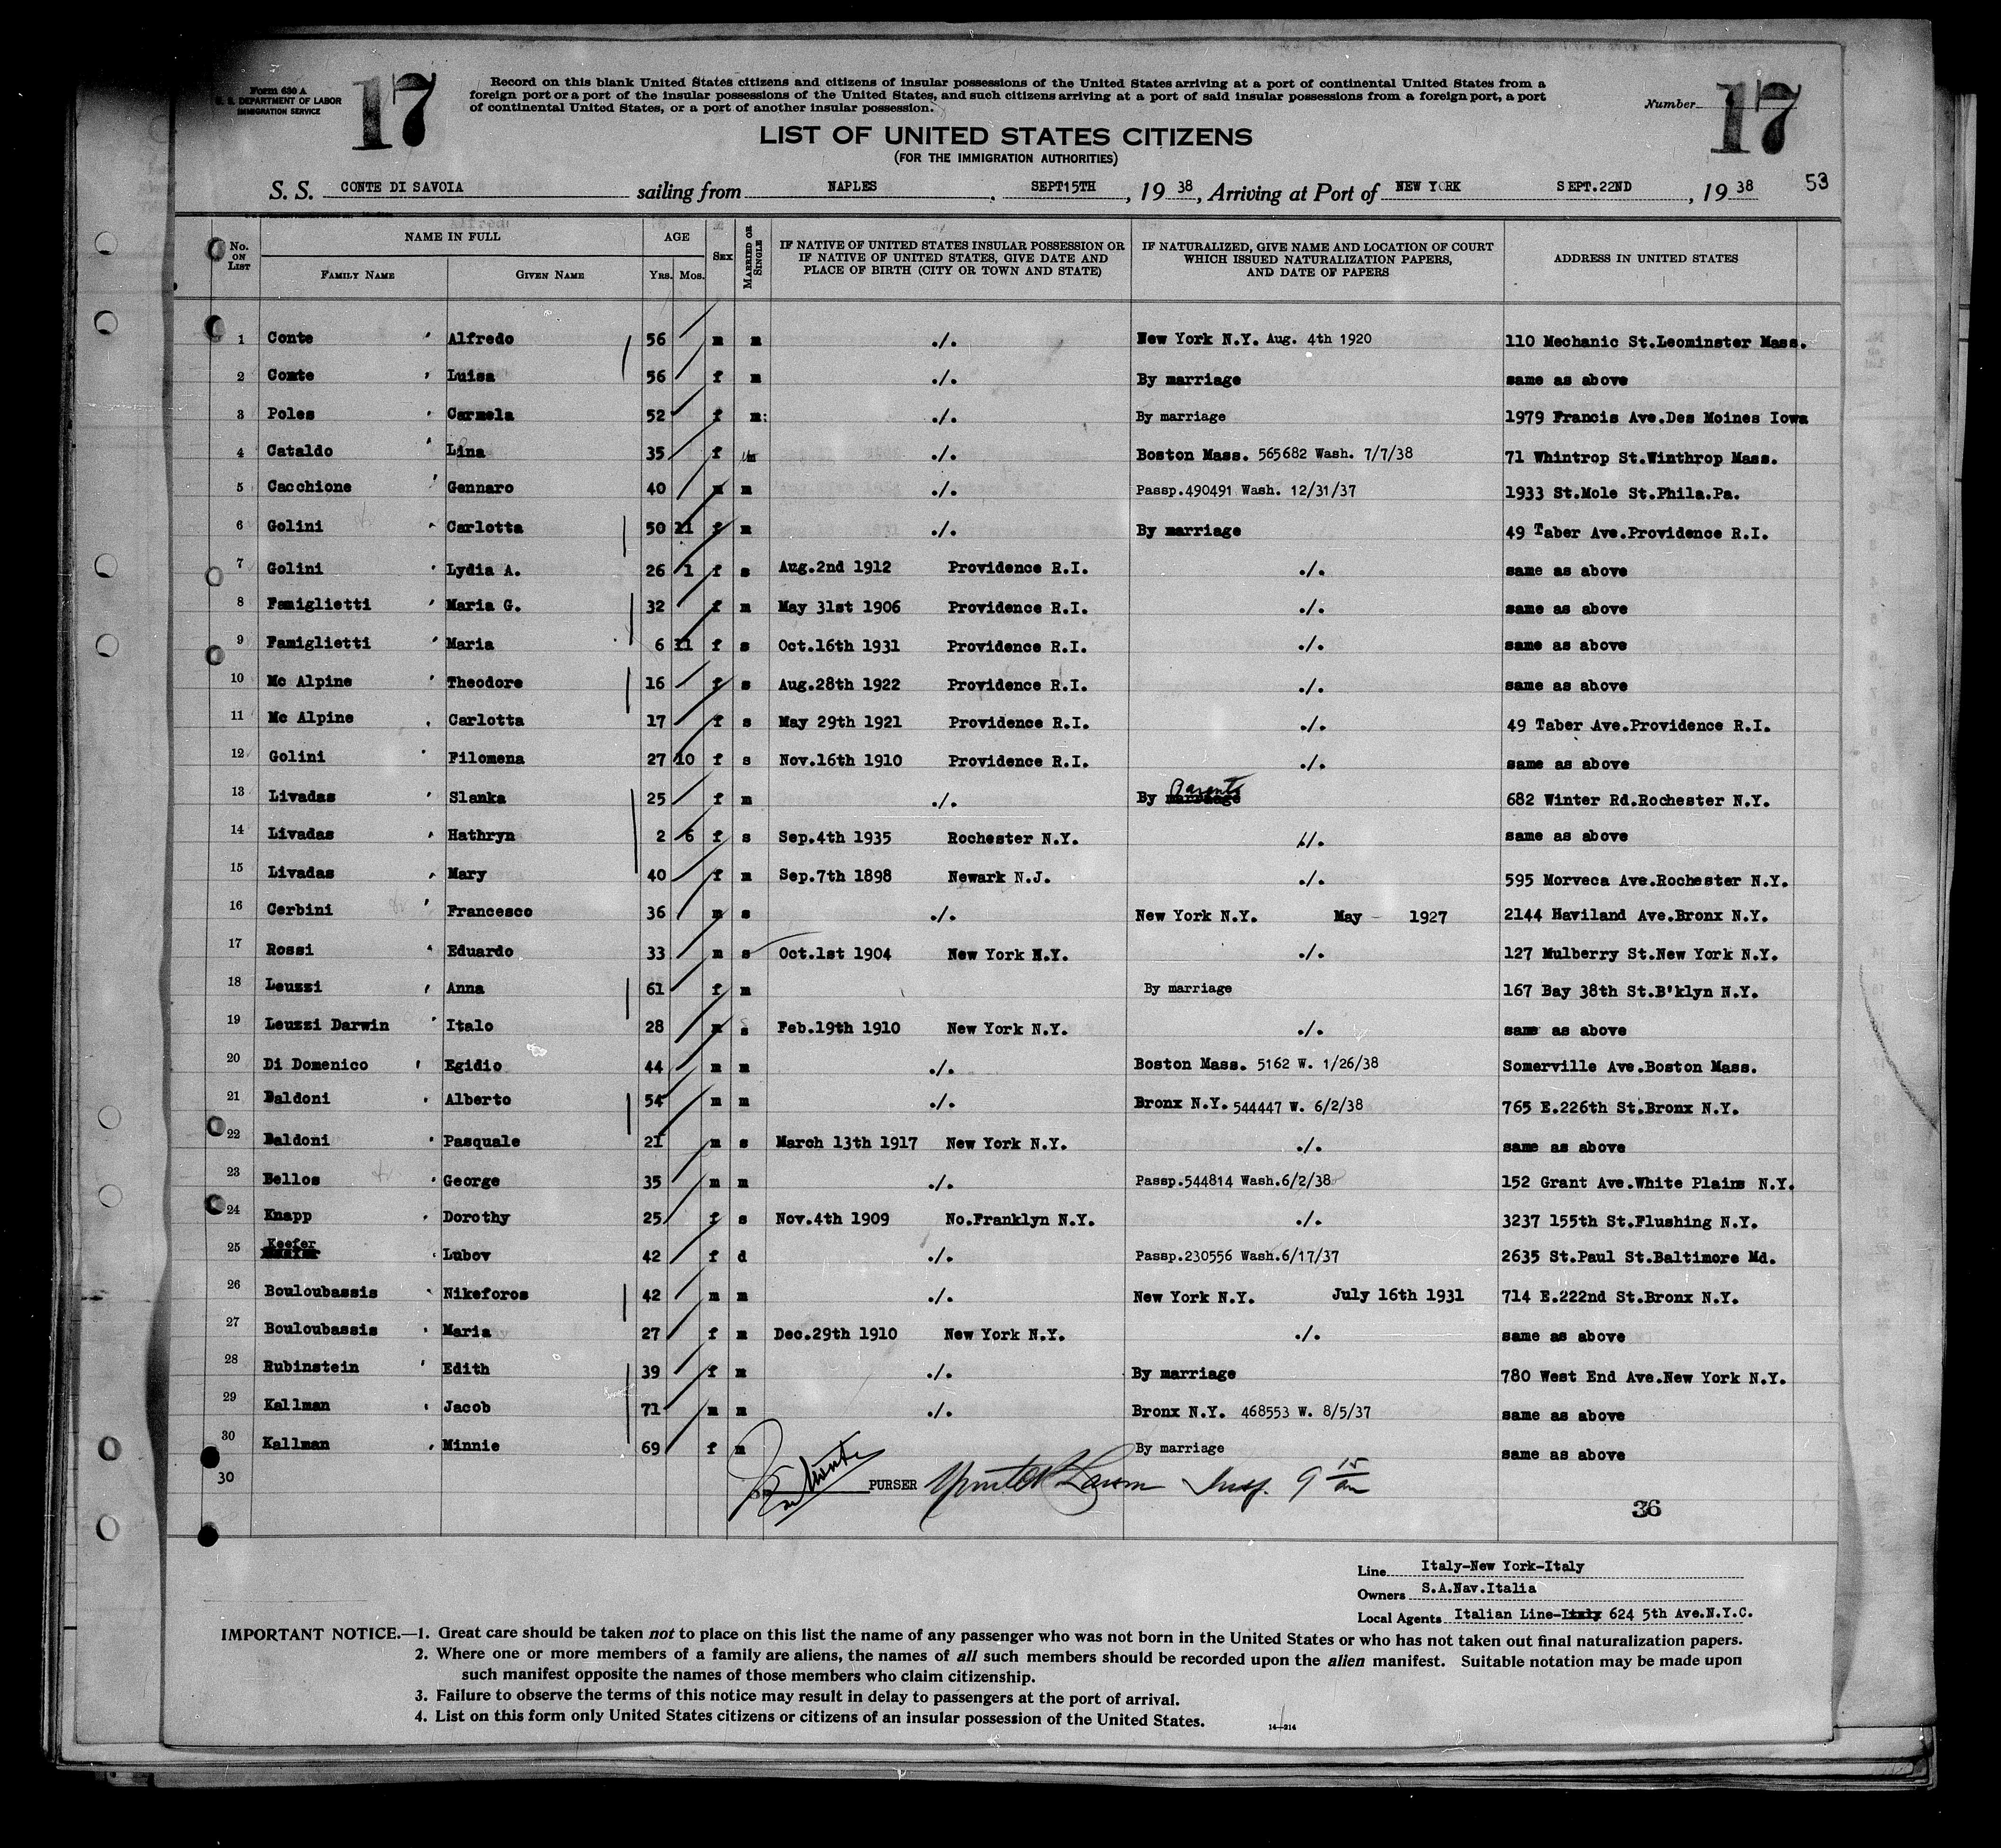 Form 630 A
U. S. DEPARTMENT OF LABOR
IMMIGRATION SERVICE
17
Record on this blank United States citizens and citizens of insular possessions of the United States arriving at a port of continental United States from a
foreign port or a port of the insular possessions of the United States, and such citizens arriving at a port of said insular possessions from a foreign port, a port
of continental United States, or a port of another insular possession.
Number 17
LIST OF UNITED STATES CITIZENS
(FOR THE IMMIGRATION AUTHORITIES)
S. S. CONTE DI SAVOIA sailing from NAPLES, SEPT15TH, 1938, Arriving at Port of NEW YORK SEPT.22ND, 1938 53
No. ON LIST NAME IN FULL FAMILY NAME GIVEN NAME AGE YRS. MOS. SEX MARRIED OR SINGLE IF NATIVE OF UNITED STATES INSULAR POSSESSION OR IF NATIVE OF UNITED STATES, GIVE DATE AND PLACE OF BIRTH (CITY OR TOWN AND STATE) IF NATURALIZED, GIVE NAME AND LOCATION OF COURT WHICH ISSUED NATURALIZATION PAPERS, AND DATE OF PAPERS ADDRESS IN UNITED STATES
1 Conte Alfredo 56 m m ./. New York N.Y. Aug. 4th 1920 110 Mechanic St.Leominster Mass.
2 Comte Luisa 56 f m ./. By marriage same as above
3 Poles Carmela 52 f m: ./. By marriage 1979 Francis Ave.Des Moines Iowa
4 Cataldo Lina 35 f m ./. Boston Mass. 565682 Wash. 7/7/38 71 Whintrop St.Winthrop Mass.
5 Cacchione Gennaro 40 m m ./. Passp.490491 Wash. 12/31/37 1933 St.Mole St.Phila.Pa.
6 Golini Carlotta 50 11 f m ./. By marriage 49 Taber Ave.Providence R.I.
7 Golini Lydia A. 26 1 f s Aug.2nd 1912 Providence R.I. ./. same as above
8 Famiglietti Maria G. 32 f m May 31st 1906 Providence R.I. ./. same as above
9 Famiglietti Maria 6 11 f s Oct.16th 1931 Providence R.I. ./. same as above
10 Mc Alpine Theodore 16 f s Aug.28th 1922 Providence R.I. ./. same as above
11 Mc Alpine Carlotta 17 f s May 29th 1921 Providence R.I. ./. 49 Taber Ave.Providence R.I.
12 Golini Filomena 27 10 f s Nov.16th 1910 Providence R.I. ./. same as above
13 Livadas Slanka 25 f m ./. By marriage Parents 682 Winter Rd.Rochester N.Y.
14 Livadas Hathryn 2 6 f s Sep.4th 1935 Rochester N.Y. ./. same as above
15 Livadas Mary 40 f m Sep.7th 1898 Newark N.J. ./. 595 Morveca Ave.Rochester N.Y.
16 Cerbini Francesco 36 m s ./. New York N.Y. May - 1927 2144 Haviland Ave.Bronx N.Y.
17 Rossi Eduardo 33 m s Oct.1st 1904 New York N.Y. ./. 127 Mulberry St.New York N.Y.
18 Leuzzi Anna 61 f m By marriage 167 Bay 38th St.B'klyn N.Y.
19 Leuzzi Darwin Italo 28 m s Feb.19th 1910 New York N.Y. ./. same as above
20 Di Domenico Egidio 44 m m ./. Boston Mass. 5162 W. 1/26/38 Somerville Ave.Boston Mass.
21 Baldoni Alberto 54 m m ./. Bronx N.Y. 544447 W. 6/2/38 765 E.226th St.Bronx N.Y.
22 Baldoni Pasquale 21 m s March 13th 1917 New York N.Y. ./. same as above
23 Bellos George 35 m m ./. Passp.544814 Wash.6/2/38 152 Grant Ave.White Plains N.Y.
24 Knapp Dorothy 25 f s Nov.4th 1909 No.Franklyn N.Y. ./. 3237 155th St.Flushing N.Y.
25 Keefer Lubov 42 f d ./. Passp.230556 Wash.6/17/37 2635 St.Paul St.Baltimore Md.
26 Bouloubassis Nikeforos 42 m m ./. New York N.Y. July 16th 1931 714 E.222nd St.Bronx N.Y.
27 Bouloubassis Maria 27 f m Dec.29th 1910 New York N.Y. ./. same as above
28 Rubinstein Edith 39 f m ./. By marriage 780 West End Ave.New York N.Y.
29 Kallman Jacob 71 m m ./. Bronx N.Y. 468553 W. 8/5/37 same as above
30 Kallman Minnie 69 f m By marriage same as above
30 PURSER Insp. 9 15/am
36
Line Italy-New York-Italy
Owners S.A.Nav.Italia
Local Agents Italian Line-Italy 624 5th Ave.N.Y.C.
IMPORTANT NOTICE.—1. Great care should be taken not to place on this list the name of any passenger who was not born in the United States or who has not taken out final naturalization papers.
2. Where one or more members of a family are aliens, the names of all such members should be recorded upon the alien manifest. Suitable notation may be made upon
such manifest opposite the names of those members who claim citizenship.
3. Failure to observe the terms of this notice may result in delay to passengers at the port of arrival.
4. List on this form only United States citizens or citizens of an insular possession of the United States.
14—214